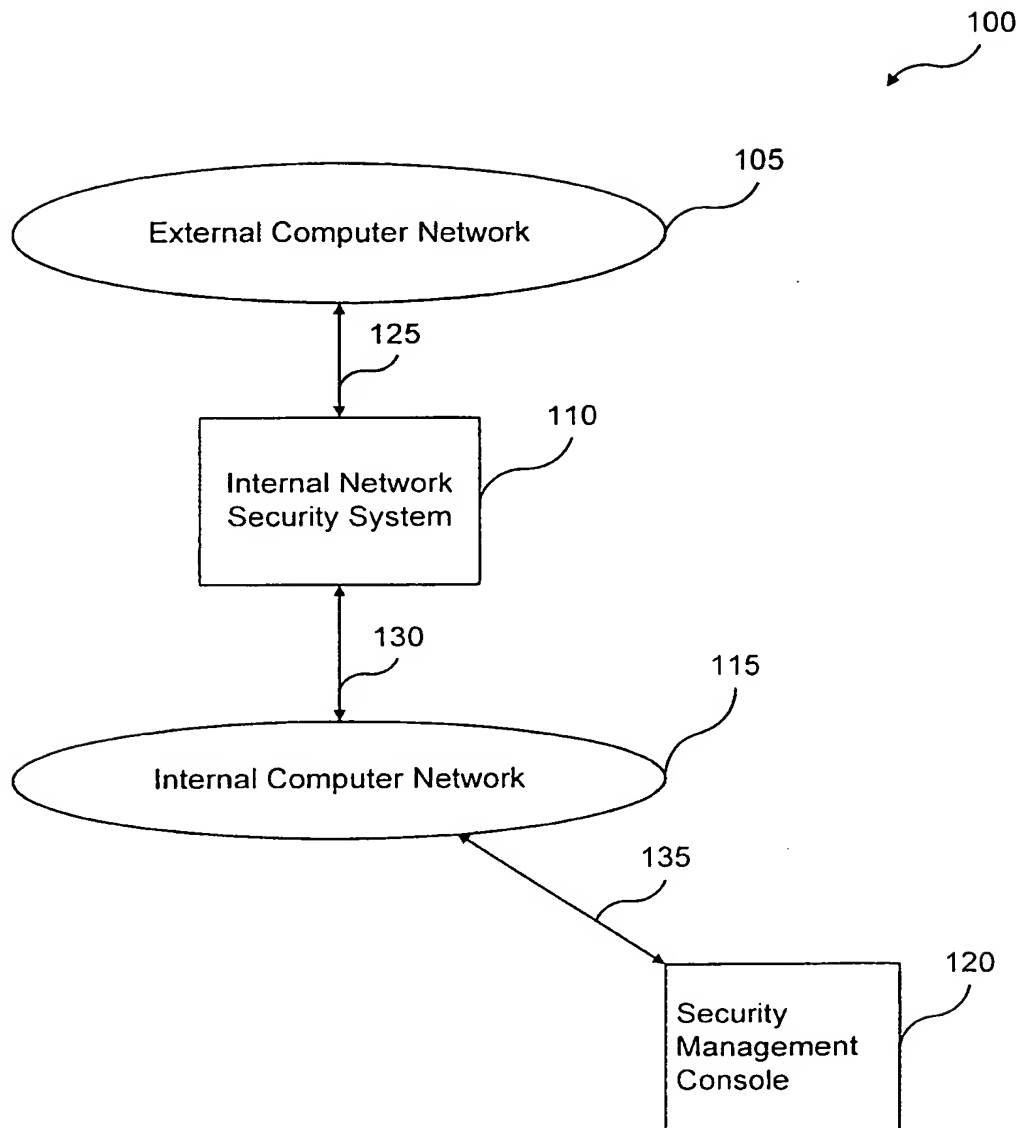 100
105
External Computer Network
125
110
Internal Network
Security System
130
115
Internal Computer Network
135
120
Security
Management
Console